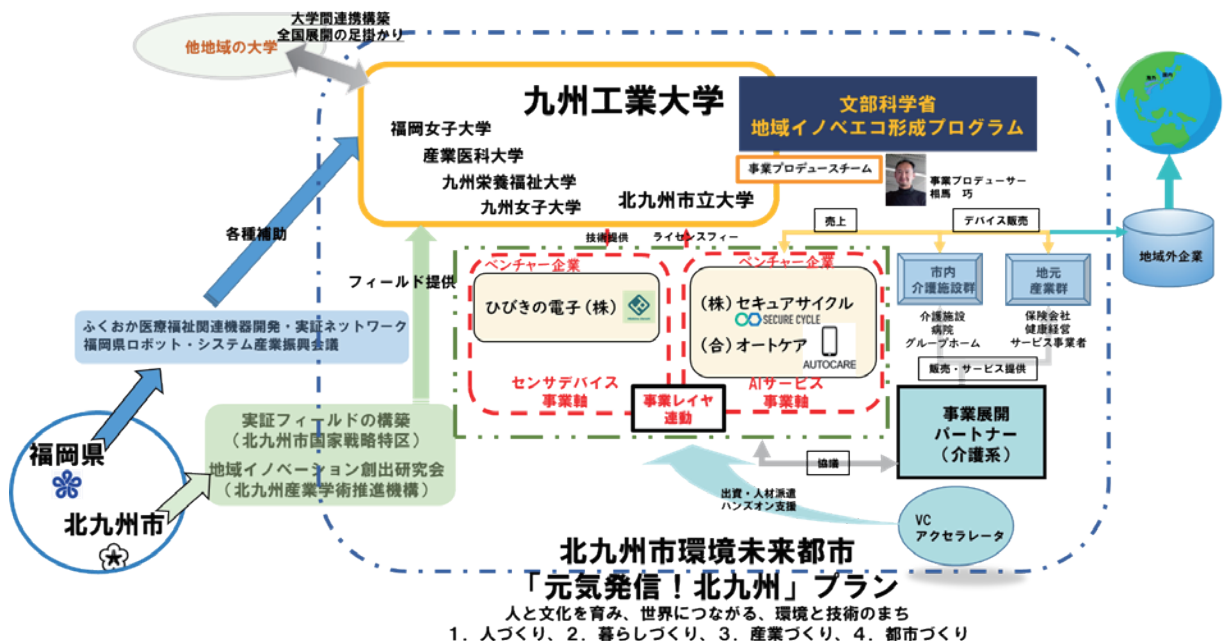 大学間連携構築
全国展開の足掛かり
他地域の大学
九州工業大学
福岡女子大学
産業医科大学
九州栄養福祉大学
九州女子大学
北九州市立大学
文部科学省
地域イノベエコ形成プログラム
事業プロデュースチーム
事業プロデューサー
相馬 巧
各種補助
フィールド提供
技術提供
ライセンスフィー
売上
デバイス販売
海外
国内
地域外企業
ベンチャー企業
ひびきの電子（株）
センサデバイス
事業軸
ベンチャー企業
（株）セキュアサイクル
SECURE CYCLE
（合）オートケア
AUTOCARE
AIサービス
事業軸
事業レイヤ
連動
市内
介護施設群
介護施設
病院
グループホーム
地元
産業群
保険会社
健康経営
サービス事業者
販売・サービス提供
事業展開
パートナー
（介護系）
協議
ふくおか医療福祉関連機器開発・実証ネットワーク
福岡県ロボット・システム産業振興会議
実証フィールドの構築
（北九州市国家戦略特区）
地域イノベーション創出研究会
（北九州産業学術推進機構）
福岡県
北九州市
出資・人材派遣
ハンズオン支援
VC
アクセラレータ
北九州市環境未来都市
「元気発信！北九州」プラン
人と文化を育み、世界につながる、環境と技術のまち
1．人づくり、2．暮らしづくり、3．産業づくり、4．都市づくり